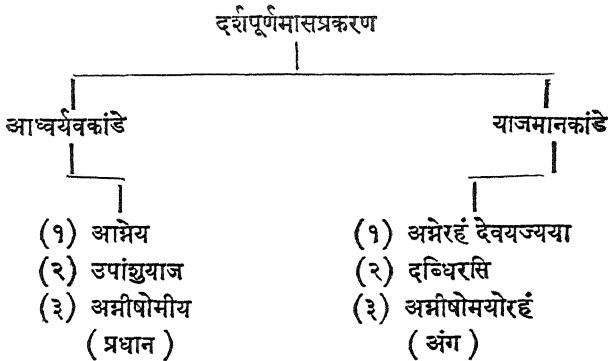 दर्शपूर्णमासप्रकरण
आध्वर्यवकांडे
याजमानकांडे
(१) आग्नेय
(२) उपांशुयाज
(३) अग्नीषोमीय
(प्रधान)
(१) अग्नेरहं देवयज्यया
(२) दब्धिरसि
(३) अग्नीषोमयोरहं
(अंग)